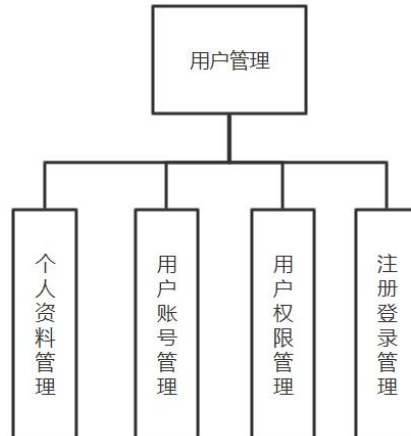 用户管理
个人资料管理
用户账号管理
用户权限管理
注册登录管理